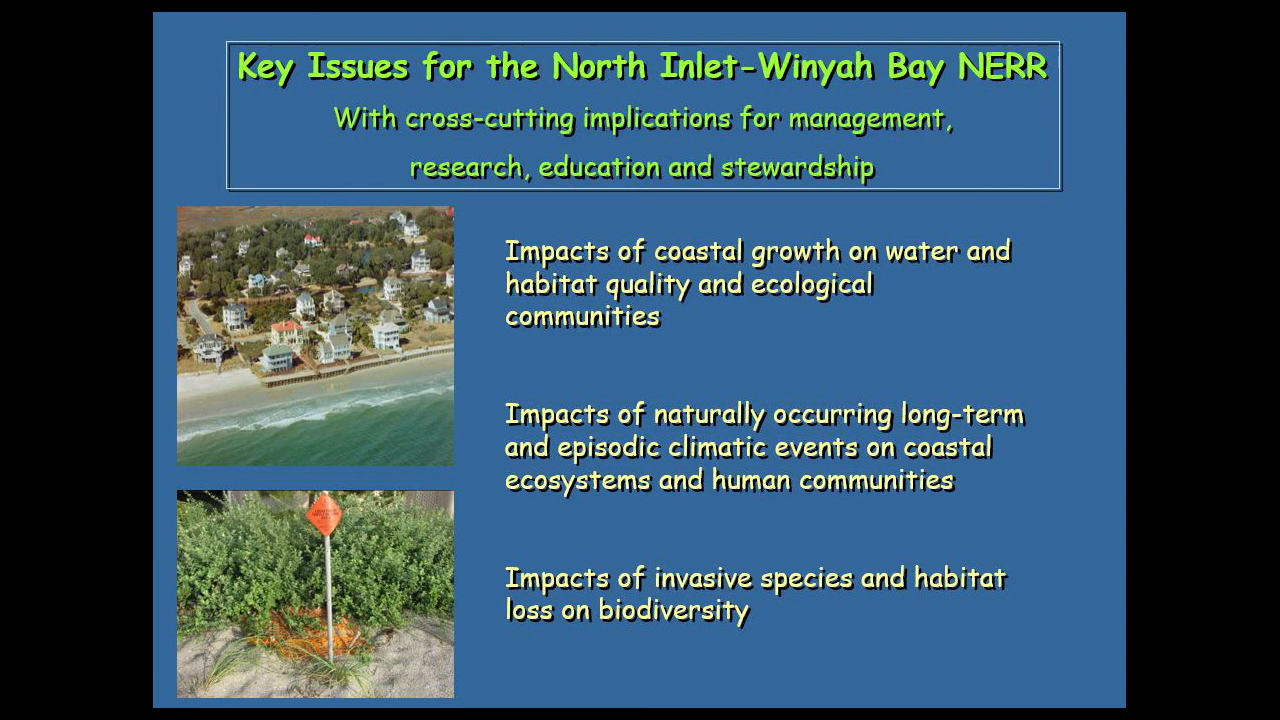 Key Issues for the North Inlet-Winyah Bay NERR
With cross-cutting implications for management,
research, education and stewardship
Impacts of coastal growth on water and
habitat quality and ecological
communities
Impacts of naturally occurring long-term
and episodic climatic events on coastal
ecosystems and human communities
Impacts of invasive species and habitat
loss on biodiversity